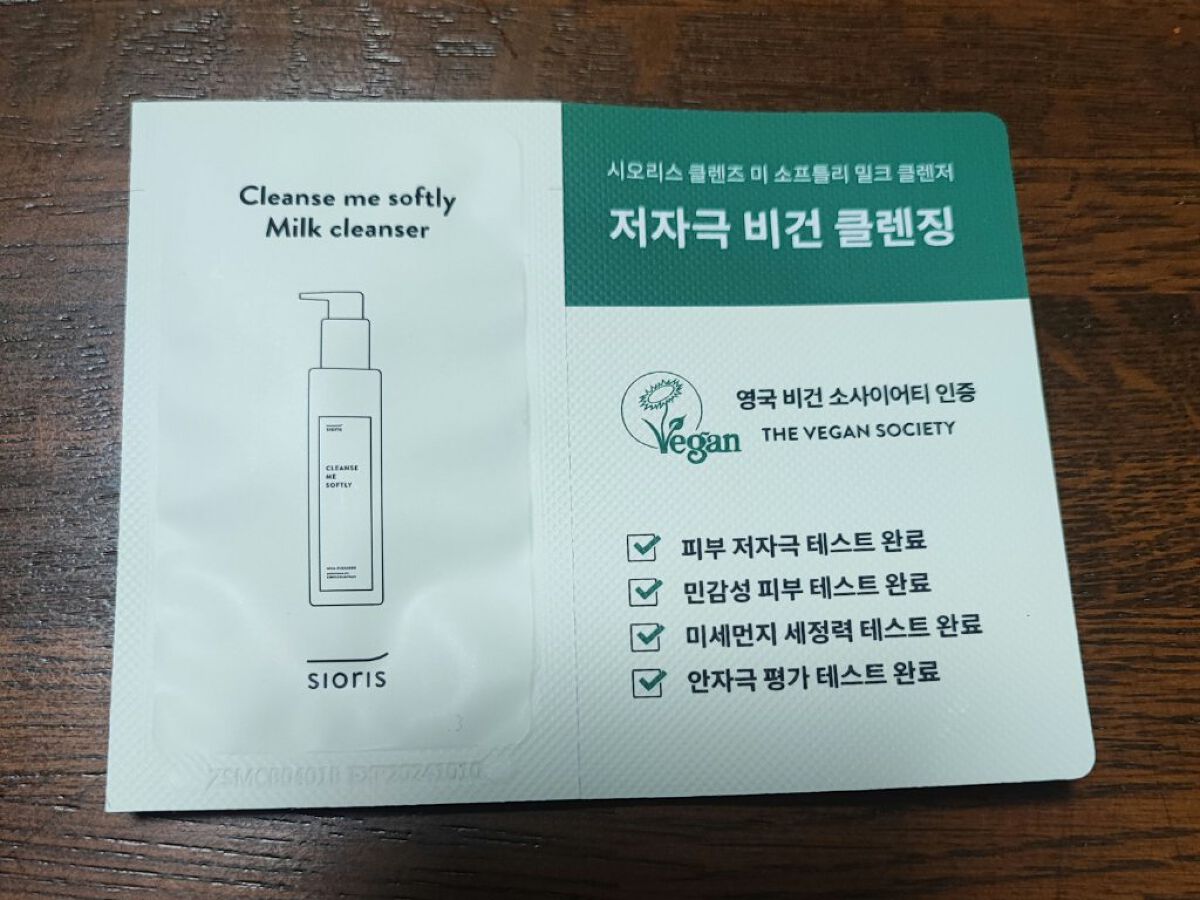 Cleanse me softly
Milk cleanser
CLEANSE
ME
SOFTLY
sioris
시오리스 클렌즈 미 소프틀리 밀크 클렌저
저자극 비건 클렌징
Vegan
영국 비건 소사이어티 인증
THE VEGAN SOCIETY
피부 저자극 테스트 완료
민감성 피부 테스트 완료
미세먼지 세정력 테스트 완료
안자극 평가 테스트 완료